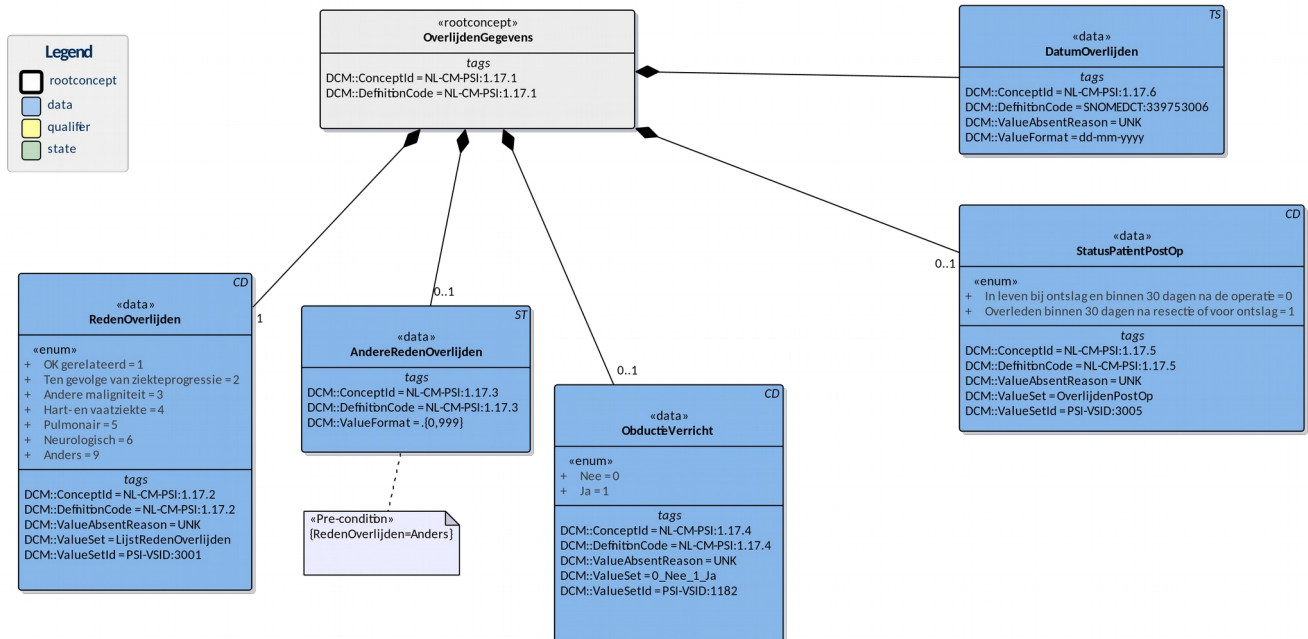 Legend
rootconcept
data
qualifier
state
«rootconcept»
OverlijdenGegevens
tags
DCM::ConceptId = NL-CM-PSI:1.17.1
DCM::DefinitionCode = NL-CM-PSI:1.17.1
TS
«data»
DatumOverlijden
tags
DCM::ConceptId = NL-CM-PSI:1.17.6
DCM::DefinitionCode = SNOMEDCT:339753006
DCM::ValueAbsentReason = UNK
DCM::ValueFormat = dd-mm-yyyy
CD
«data»
StatusPatientPostOp
«enum»
+ In leven bij ontslag en binnen 30 dagen na de operatie = 0
+ Overleden binnen 30 dagen na resectie of voor ontslag = 1
tags
DCM::ConceptId = NL-CM-PSI:1.17.5
DCM::DefinitionCode = NL-CM-PSI:1.17.5
DCM::ValueAbsentReason = UNK
DCM::ValueSet = OverlijdenPostOp
DCM::ValueSetId = PSI-VSID:3005
0..1
CD
«data»
RedenOverlijden
«enum»
+ OK gerelateerd = 1
+ Ten gevolge van ziekteprogressie = 2
+ Andere maligniteit = 3
+ Hart- en vaatziekte = 4
+ Pulmonair = 5
+ Neurologisch = 6
+ Anders = 9
tags
DCM::ConceptId = NL-CM-PSI:1.17.2
DCM::DefinitionCode = NL-CM-PSI:1.17.2
DCM::ValueAbsentReason = UNK
DCM::ValueSet = LijstRedenOverlijden
DCM::ValueSetId = PSI-VSID:3001
1
0..1
ST
«data»
AndereRedenOverlijden
tags
DCM::ConceptId = NL-CM-PSI:1.17.3
DCM::DefinitionCode = NL-CM-PSI:1.17.3
DCM::ValueFormat = .{0,999}
«Pre-condition»
{RedenOverlijden=Anders}
0..1
CD
«data»
ObductieVerricht
«enum»
+ Nee = 0
+ Ja = 1
tags
DCM::ConceptId = NL-CM-PSI:1.17.4
DCM::DefinitionCode = NL-CM-PSI:1.17.4
DCM::ValueAbsentReason = UNK
DCM::ValueSet = 0_Nee_1_Ja
DCM::ValueSetId = PSI-VSID:1182